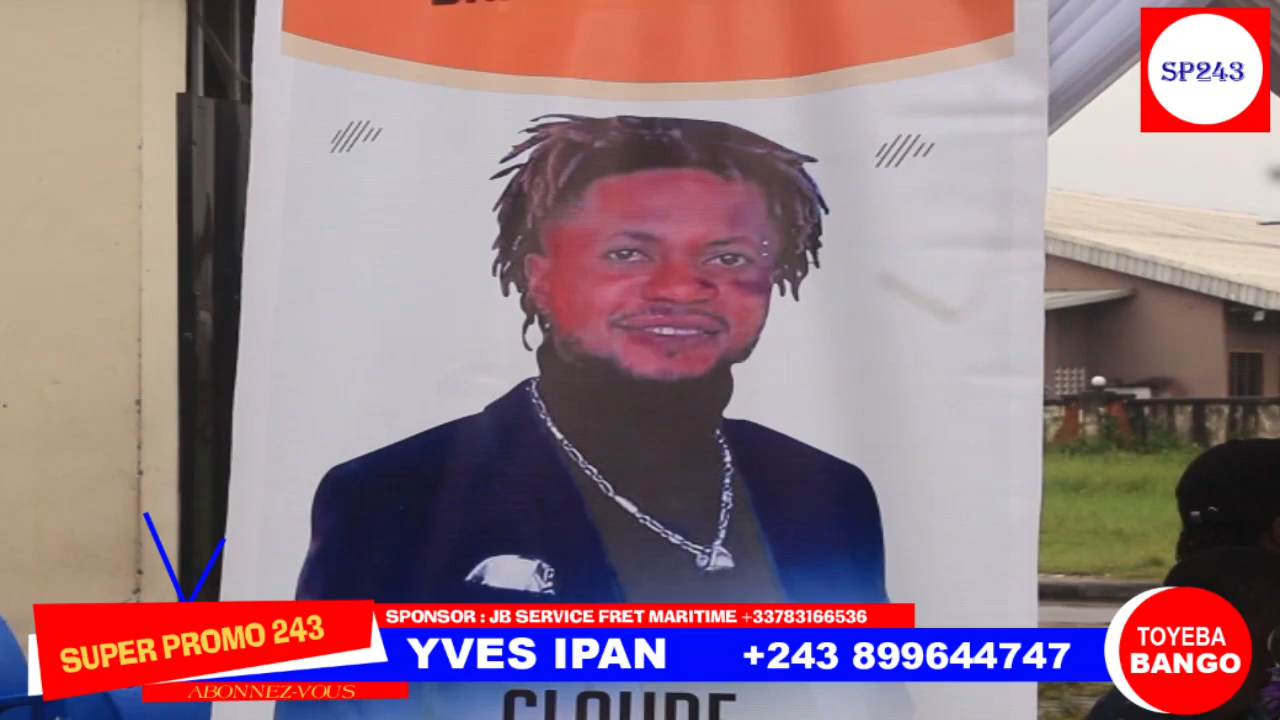 SP243
SPONSOR : JB SERVICE FRET MARITIME +33783166536
SUPER PROMO 243
YVES IPAN +243 899644747
TOYEBA
BANGO
ABONNEZ-VOUS